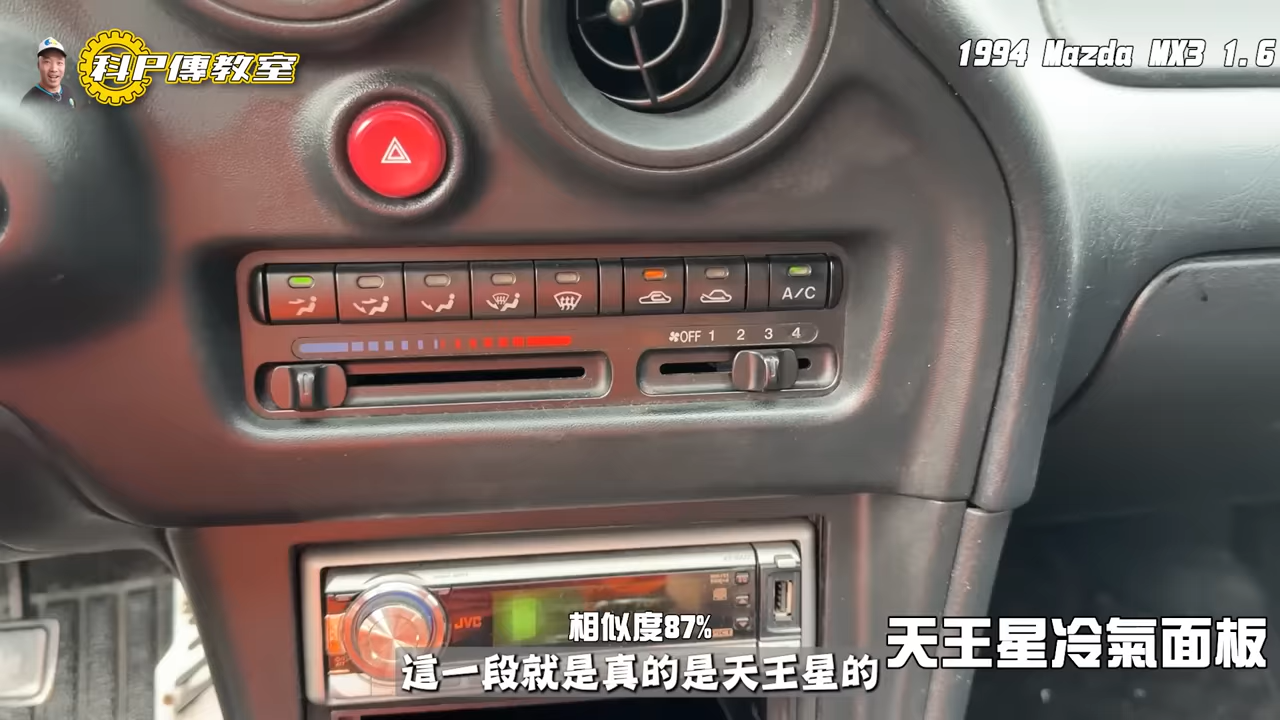 科P傳教室
1994 Mazda MX3 1.6
A/C
OFF 1 2 3 4
JVC
相似度87%
這一段就是真的是天王星的
天王星冷氣面板